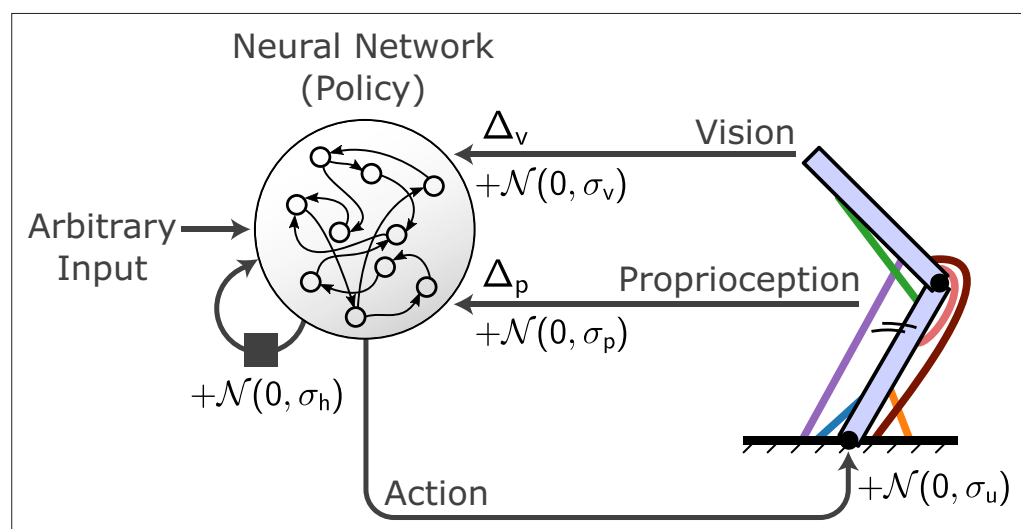 Neural Network
(Policy)
Δv
Vision
+𝒩(0, σv)
Arbitrary
Input
Δp
Proprioception
+𝒩(0, σp)
+𝒩(0, σh)
Action
+𝒩(0, σu)